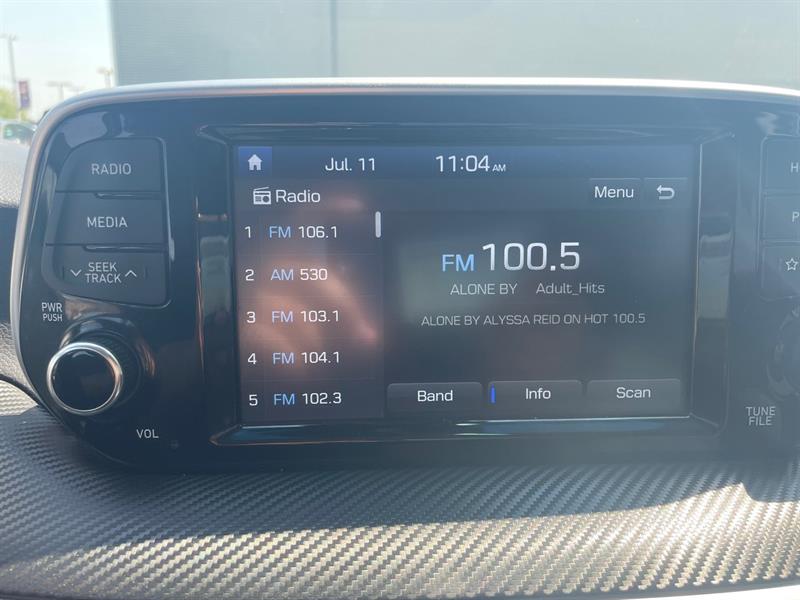 RADIO
MEDIA
SEEK
TRACK
PWR
PUSH
VOL
Jul. 11
11:04 AM
Radio
Menu
1 FM 106.1
2 AM 530
3 FM 103.1
4 FM 104.1
5 FM 102.3
FM 100.5
ALONE BY Adult_Hits
ALONE BY ALYSSA REID ON HOT 100.5
Band
Info
Scan
H
P
TUNE
FILE